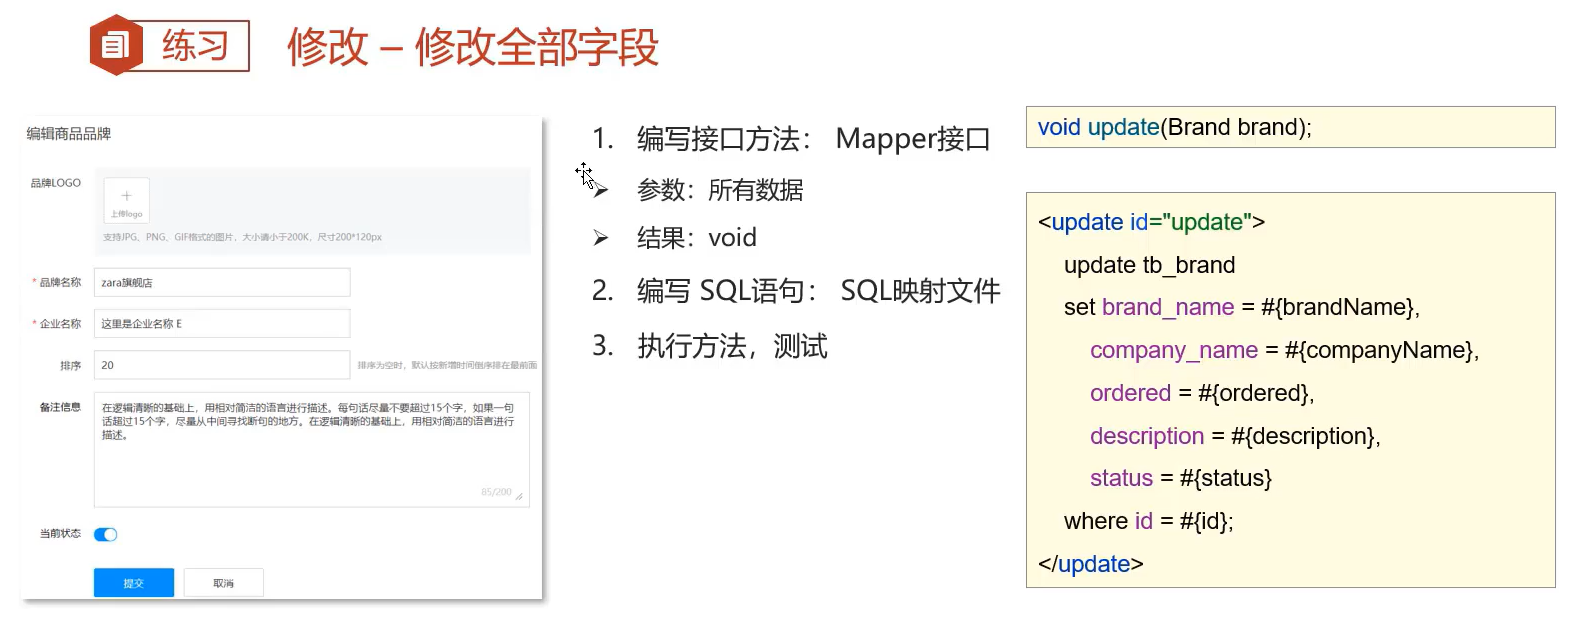 练习
修改 – 修改全部字段
编辑商品品牌
品牌LOGO
+
上传logo
支持JPG、PNG、GIF格式的图片，大小请小于200K，尺寸200*120px
* 品牌名称
zara旗舰店
* 企业名称
这里是企业名称 E
排序
20
排序为空时，默认按新增时间倒序排在最前面
备注信息
在逻辑清晰的基础上，用相对简洁的语言进行描述。每句话尽量不要超过15个字，如果一句
话超过15个字，尽量从中间寻找断句的地方。在逻辑清晰的基础上，用相对简洁的语言进行
描述。
85/200
当前状态
提交
取消
1. 编写接口方法： Mapper接口
➢ 参数：所有数据
➢ 结果：void
2. 编写 SQL语句： SQL映射文件
3. 执行方法，测试
void update(Brand brand);
<update id="update">
update tb_brand
set brand_name = #{brandName},
company_name = #{companyName},
ordered = #{ordered},
description = #{description},
status = #{status}
where id = #{id};
</update>